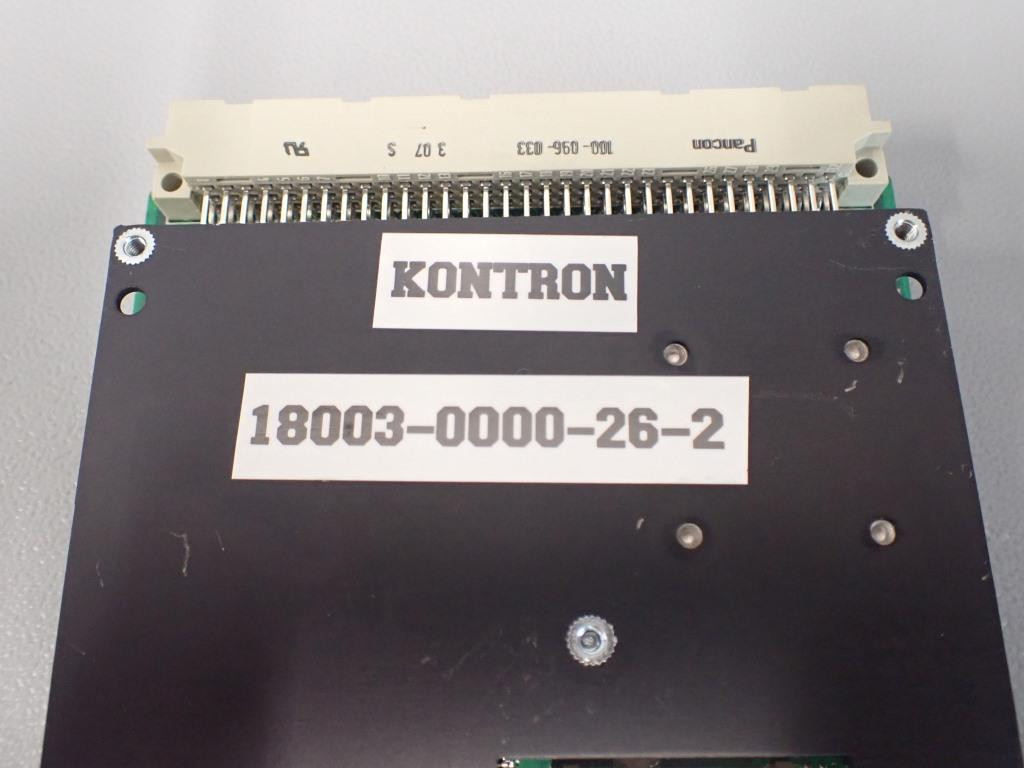 Pancon 100-096-033 3 07 S
KONTRON
18003-0000-26-2